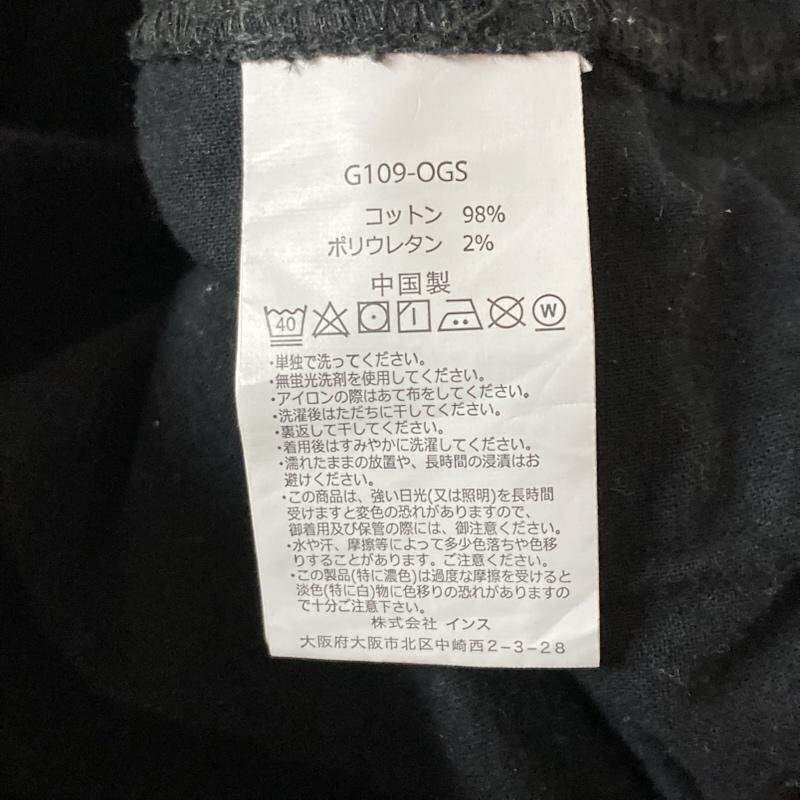 G109-OGS
コットン 98%
ポリウレタン 2%
中国製
40 W
・単独で洗ってください。
・無蛍光洗剤を使用してください。
・アイロンの際はあて布をしてください。
・洗濯後はただちに干してください。
・裏返して干してください。
・着用後はすみやかに洗濯してください。
・濡れたままの放置や、長時間の浸漬はお
避けください。
・この商品は、強い日光(又は照明)を長時間
受けますと変色の恐れがありますので、
御着用及び保管の際には、御注意ください。
・水や汗、摩擦等によって多少色落ちや色移
りすることがあります。ご注意ください。
・この製品(特に濃色)は過度な摩擦を受けると
淡色(特に白)物に色移りの恐れがあります
ので十分ご注意下さい。
株式会社 インス
大阪府大阪市北区中崎西2-3-28